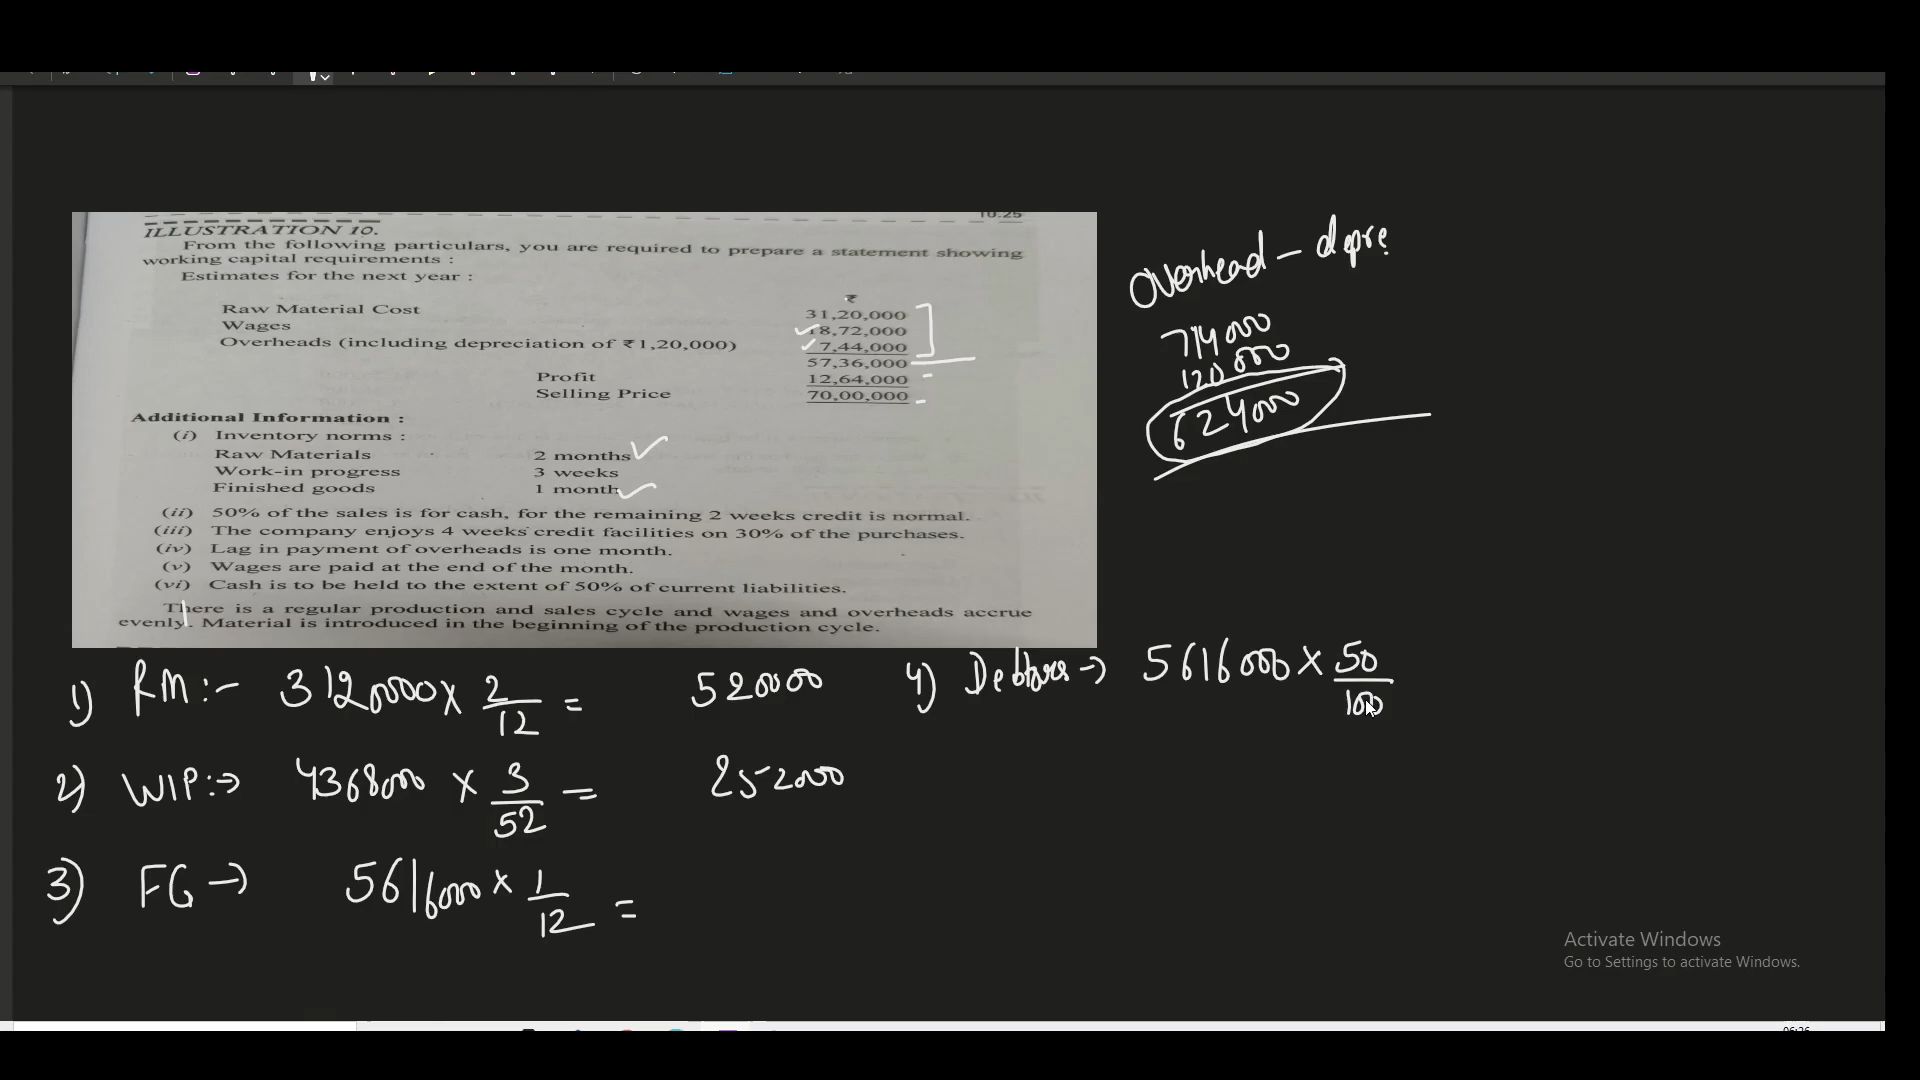 10.25
ILLUSTRATION 10.
From the following particulars, you are required to prepare a statement showing
working capital requirements :
Estimates for the next year :
₹
Raw Material Cost 31,20,000
Wages 18,72,000
Overheads (including depreciation of ₹1,20,000) 7,44,000
57,36,000
Profit 12,64,000
Selling Price 70,00,000
Additional Information :
(i) Inventory norms :
Raw Materials 2 months
Work-in progress 3 weeks
Finished goods 1 month
(ii) 50% of the sales is for cash, for the remaining 2 weeks credit is normal.
(iii) The company enjoys 4 weeks credit facilities on 30% of the purchases.
(iv) Lag in payment of overheads is one month.
(v) Wages are paid at the end of the month.
(vi) Cash is to be held to the extent of 50% of current liabilities.
There is a regular production and sales cycle and wages and overheads accrue
evenly. Material is introduced in the beginning of the production cycle.
Overhead - depre
744000
120000
624000
1) RM :- 3120000 x 2/12 = 520000
2) WIP :-> 4368000 x 3/52 = 252000
3) FG -> 5616000 x 1/12 =
4) Debtors -> 5616000 x 50/100
Activate Windows
Go to Settings to activate Windows.